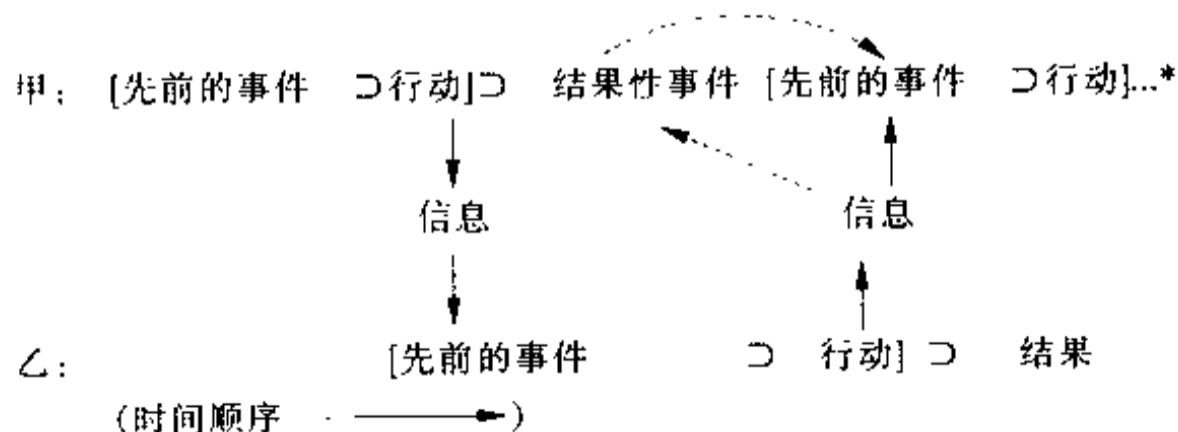 甲： [先前的事件 ⊃行动]⊃ 结果性事件 [先前的事件 ⊃行动]...*
信息 信息
乙： [先前的事件 ⊃ 行动] ⊃ 结果
(时间顺序 )